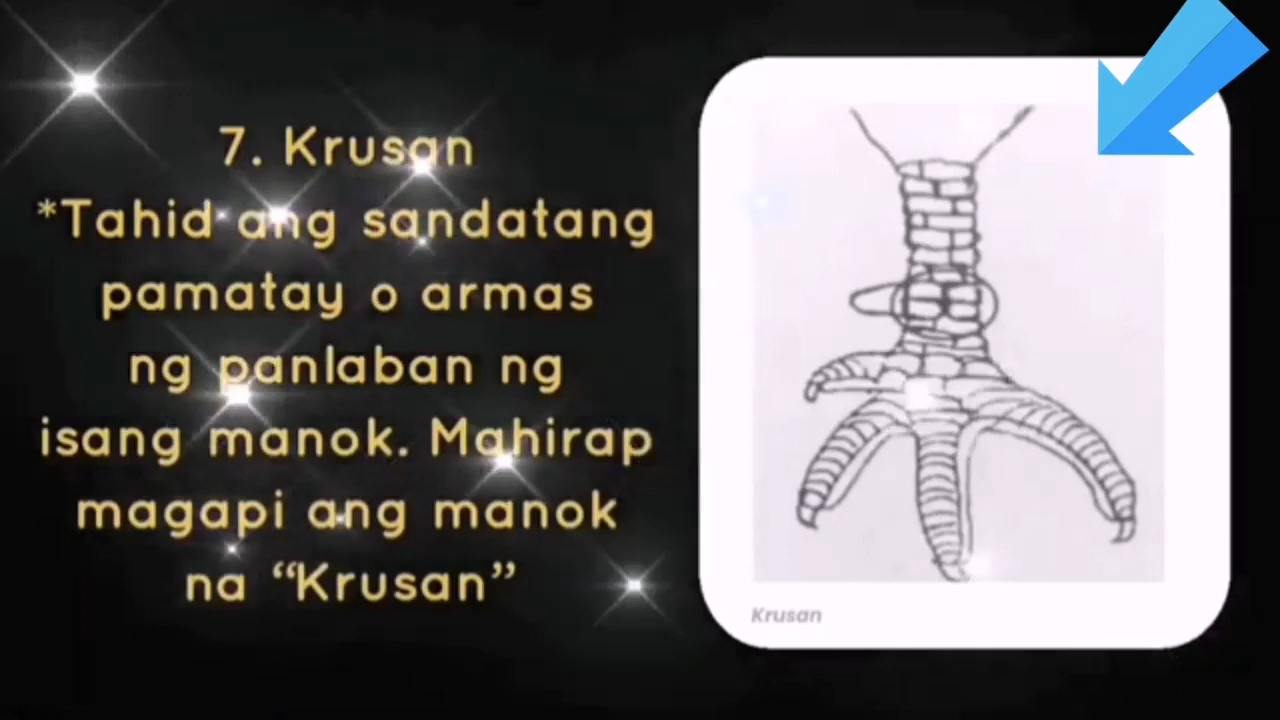 7. Krusan
*Tahid ang sandatang
pamatay o armas
ng panlaban ng
isang manok. Mahirap
magapi ang manok
na “Krusan”
Krusan